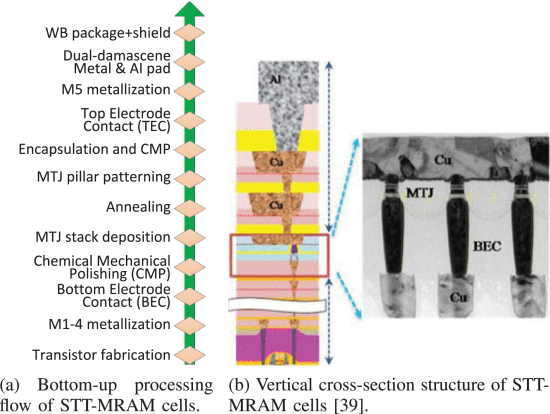 WB package+shield
Dual-damascene
Metal & Al pad
M5 metallization
Top Electrode
Contact (TEC)
Encapsulation and CMP
MTJ pillar patterning
Annealing
MTJ stack deposition
Chemical Mechanical
Polishing (CMP)
Bottom Electrode
Contact (BEC)
M1-4 metallization
Transistor fabrication
Al
Cu
Cu
Cu
MTJ
BEC
Cu
(a) Bottom-up processing
flow of STT-MRAM cells.
(b) Vertical cross-section structure of STT-
MRAM cells [39].